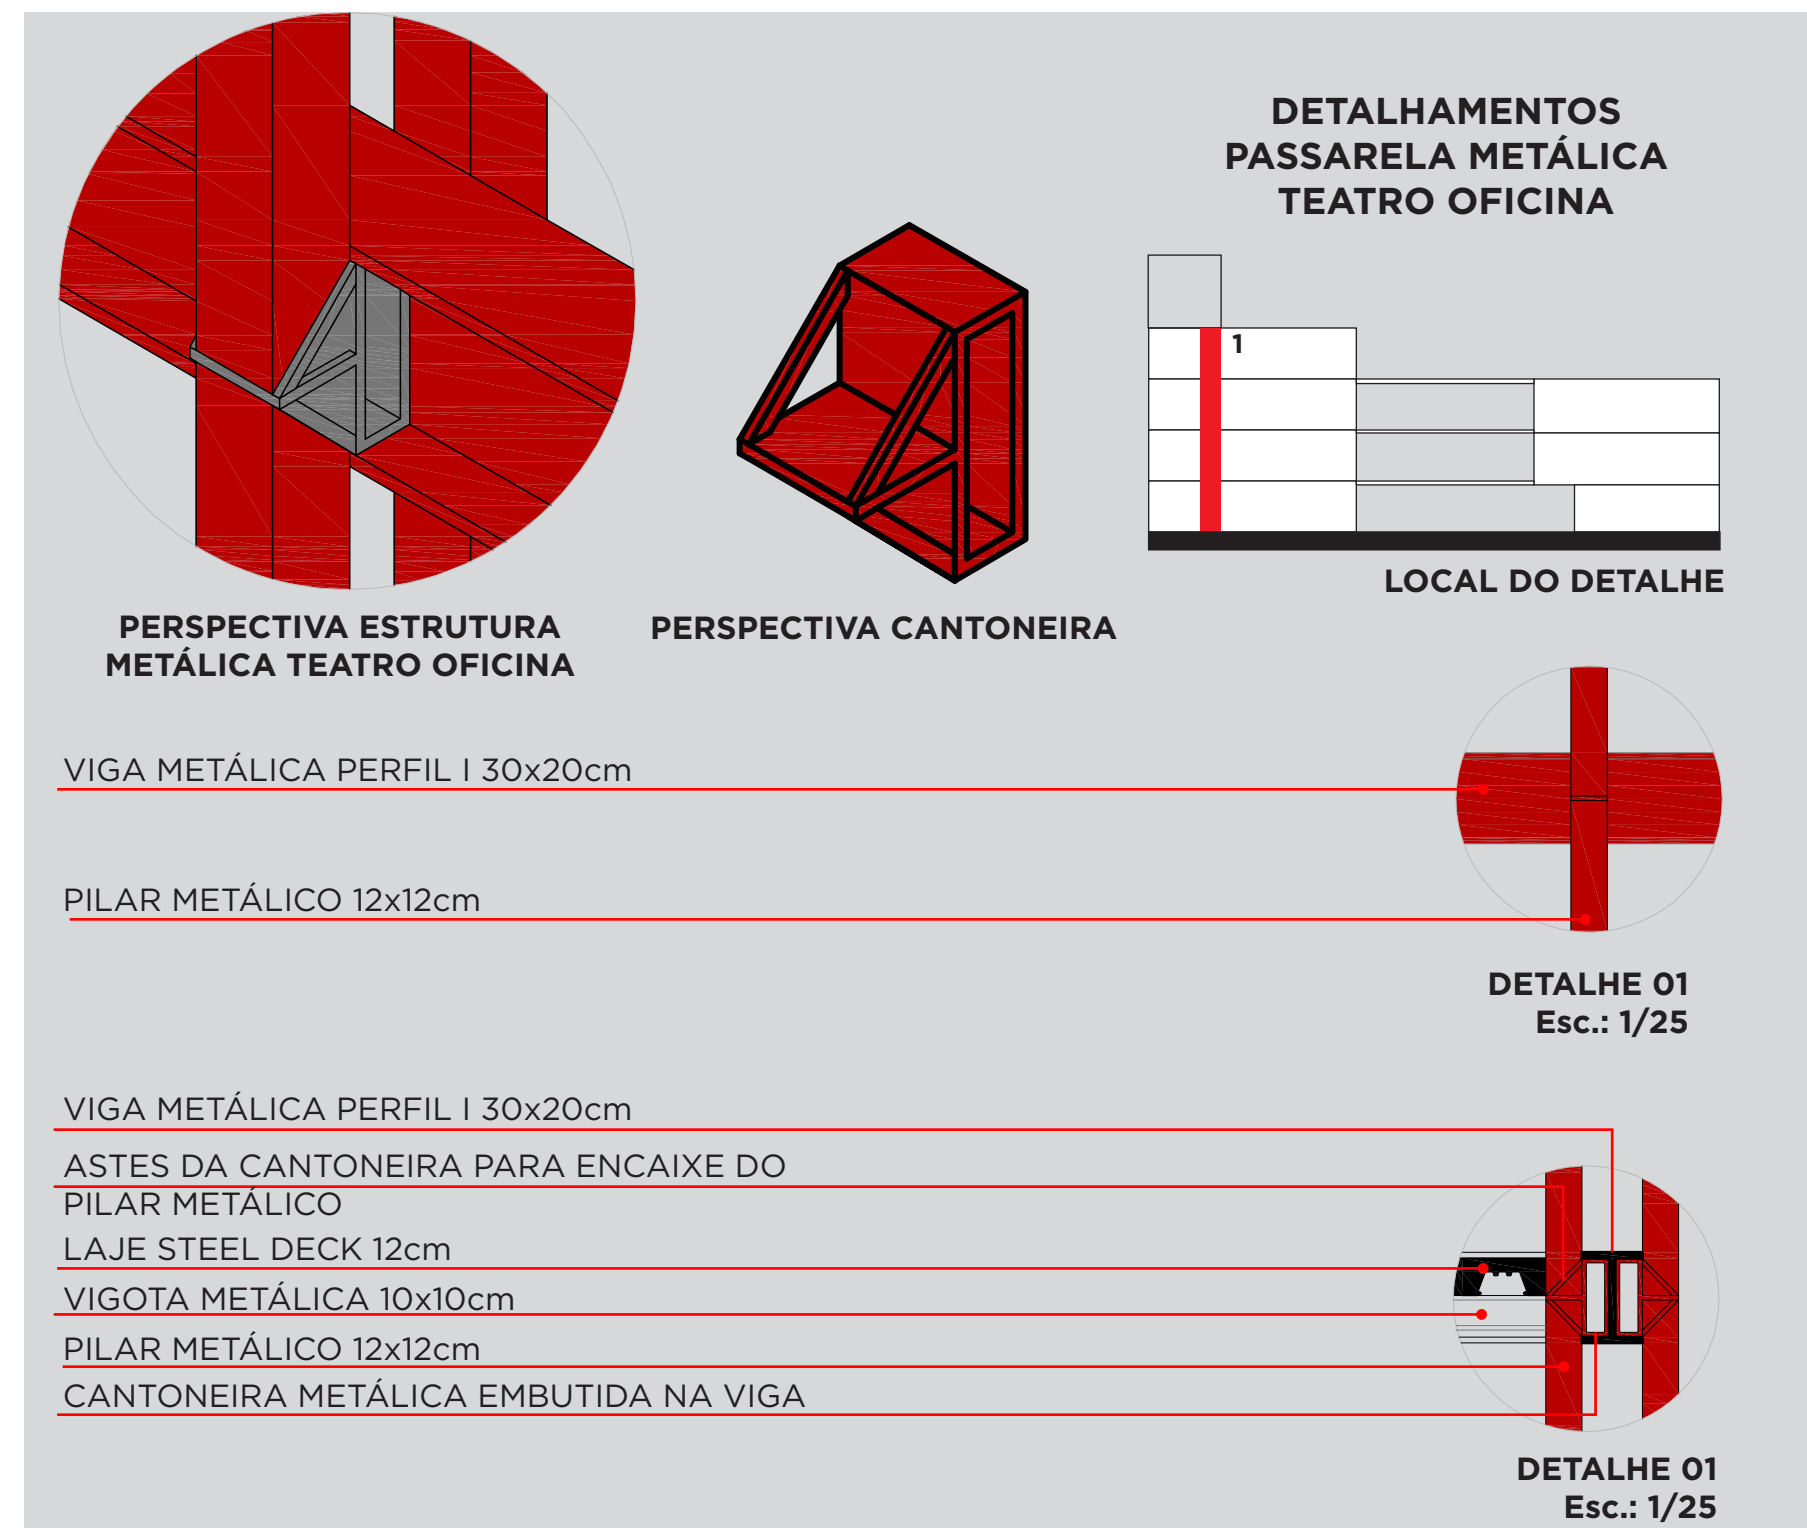 DETALHAMENTOS
PASSARELA METÁLICA
TEATRO OFICINA
1
LOCAL DO DETALHE
PERSPECTIVA ESTRUTURA
METÁLICA TEATRO OFICINA
PERSPECTIVA CANTONEIRA
VIGA METÁLICA PERFIL I 30x20cm
PILAR METÁLICO 12x12cm
DETALHE 01
Esc.: 1/25
VIGA METÁLICA PERFIL I 30x20cm
ASTES DA CANTONEIRA PARA ENCAIXE DO
PILAR METÁLICO
LAJE STEEL DECK 12cm
VIGOTA METÁLICA 10x10cm
PILAR METÁLICO 12x12cm
CANTONEIRA METÁLICA EMBUTIDA NA VIGA
DETALHE 01
Esc.: 1/25